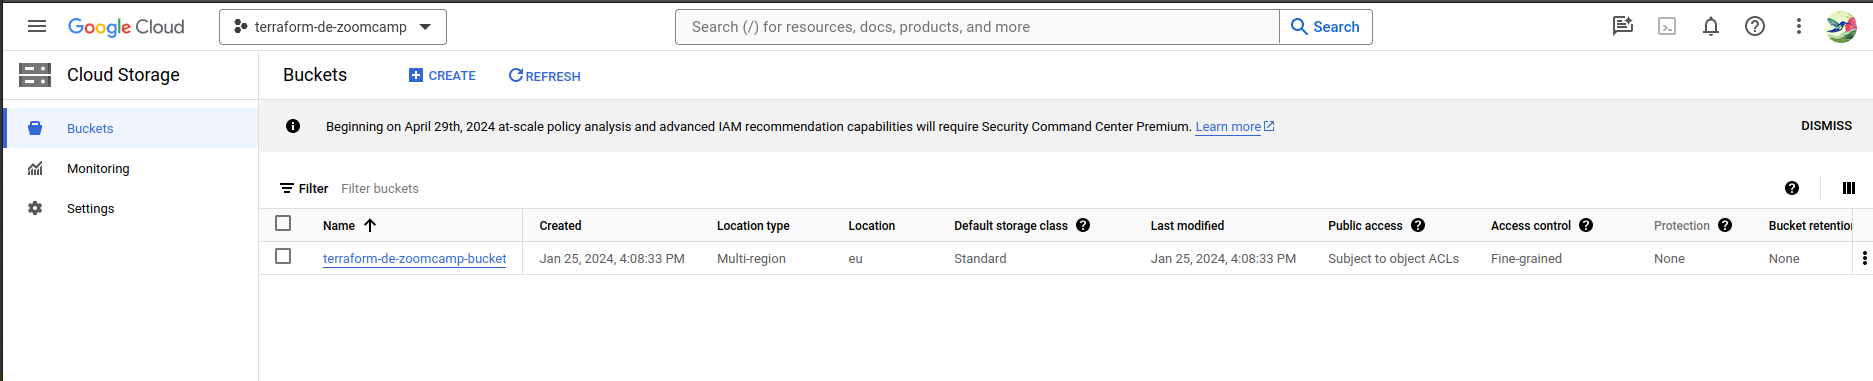 Google Cloud
terraform-de-zoomcamp
Search (/) for resources, docs, products, and more
Search
Cloud Storage
Buckets
CREATE
REFRESH
Buckets
Monitoring
Settings
Beginning on April 29th, 2024 at-scale policy analysis and advanced IAM recommendation capabilities will require Security Command Center Premium. Learn more
DISMISS
Filter Filter buckets
Name Created Location type Location Default storage class Last modified Public access Access control Protection Bucket retentio
terraform-de-zoomcamp-bucket Jan 25, 2024, 4:08:33 PM Multi-region eu Standard Jan 25, 2024, 4:08:33 PM Subject to object ACLs Fine-grained None None